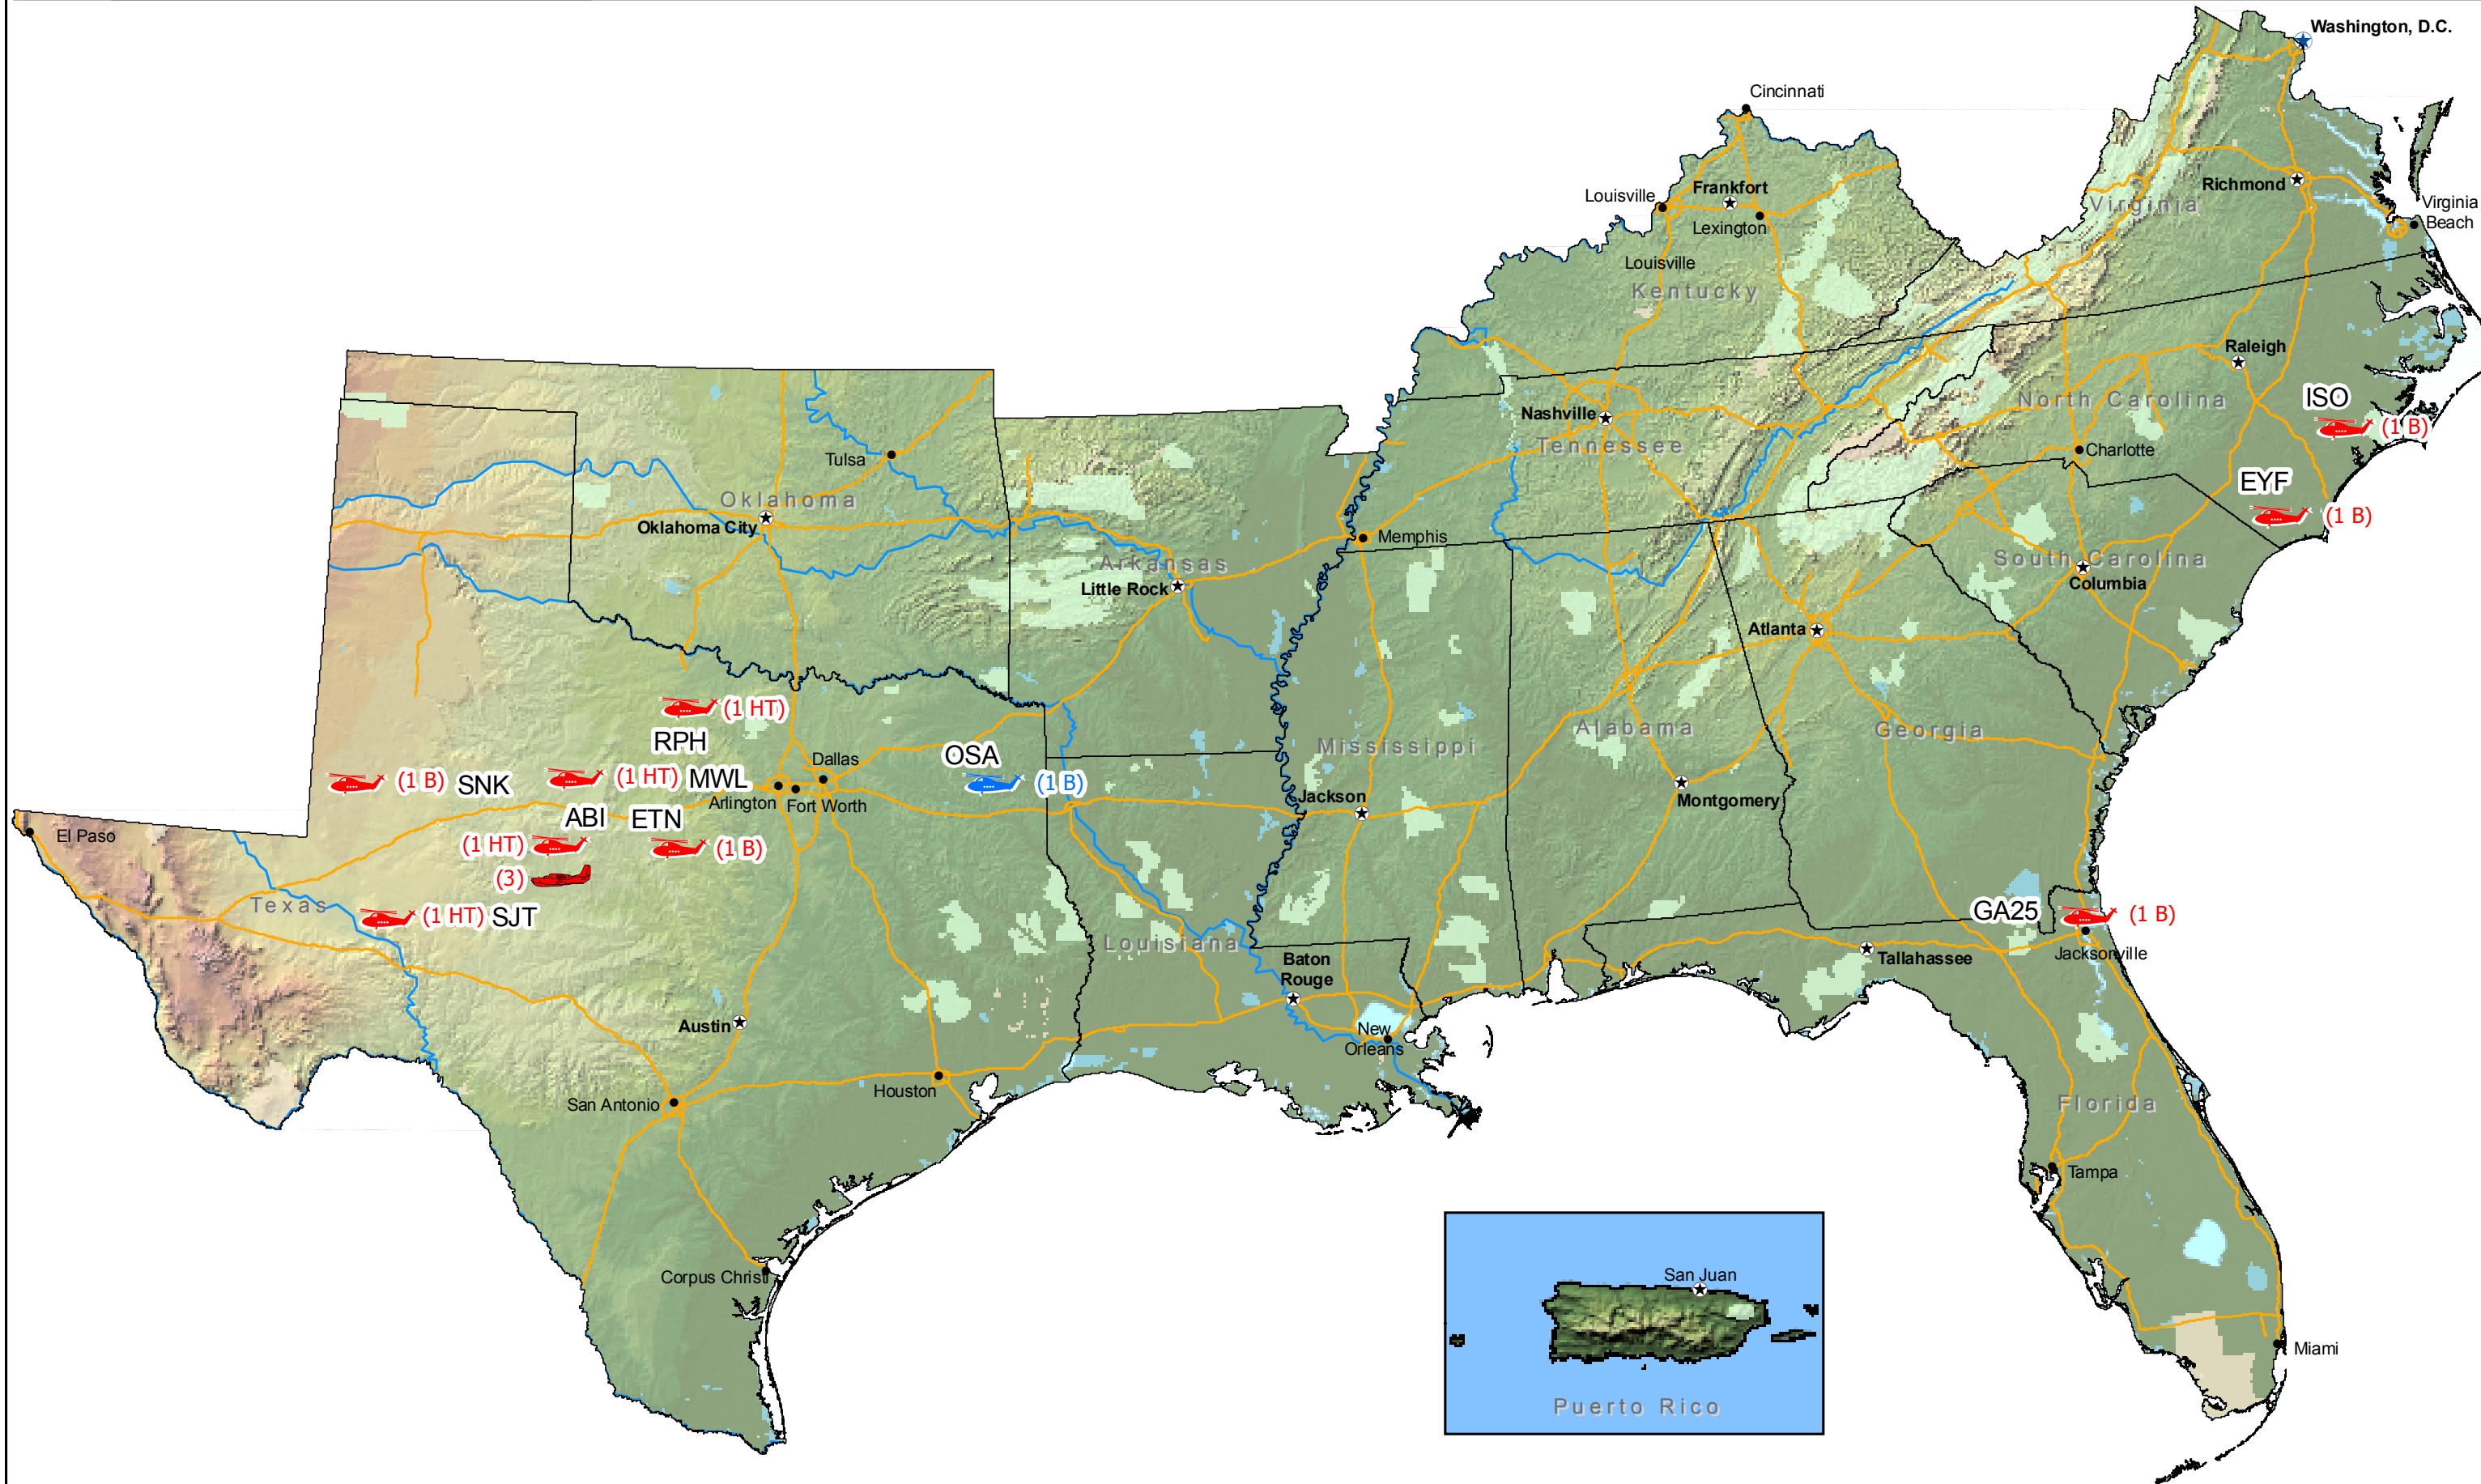 Washington, D.C.
Cincinnati
Louisville
Frankfort
Lexington
Louisville
Kentucky
Richmond
Virginia
Virginia
Beach
Raleigh
ISO
(1 B)
North Carolina
Nashville
Tennessee
Charlotte
EYF
(1 B)
Tulsa
Oklahoma
Oklahoma City
Memphis
Arkansas
Little Rock
South Carolina
Columbia
Atlanta
(1 HT)
RPH
Dallas
OSA
(1 B)
(1 B) SNK
(1 HT) MWL
Arlington
Fort Worth
Mississippi
Alabama
Georgia
Jackson
Montgomery
El Paso
ABI
ETN
(1 HT)
(1 B)
(3)
Texas
(1 HT) SJT
Louisiana
GA25
(1 B)
Jacksonville
Tallahassee
Baton
Rouge
New
Orleans
Austin
Houston
San Antonio
Florida
Tampa
Corpus Christi
San Juan
Puerto Rico
Miami